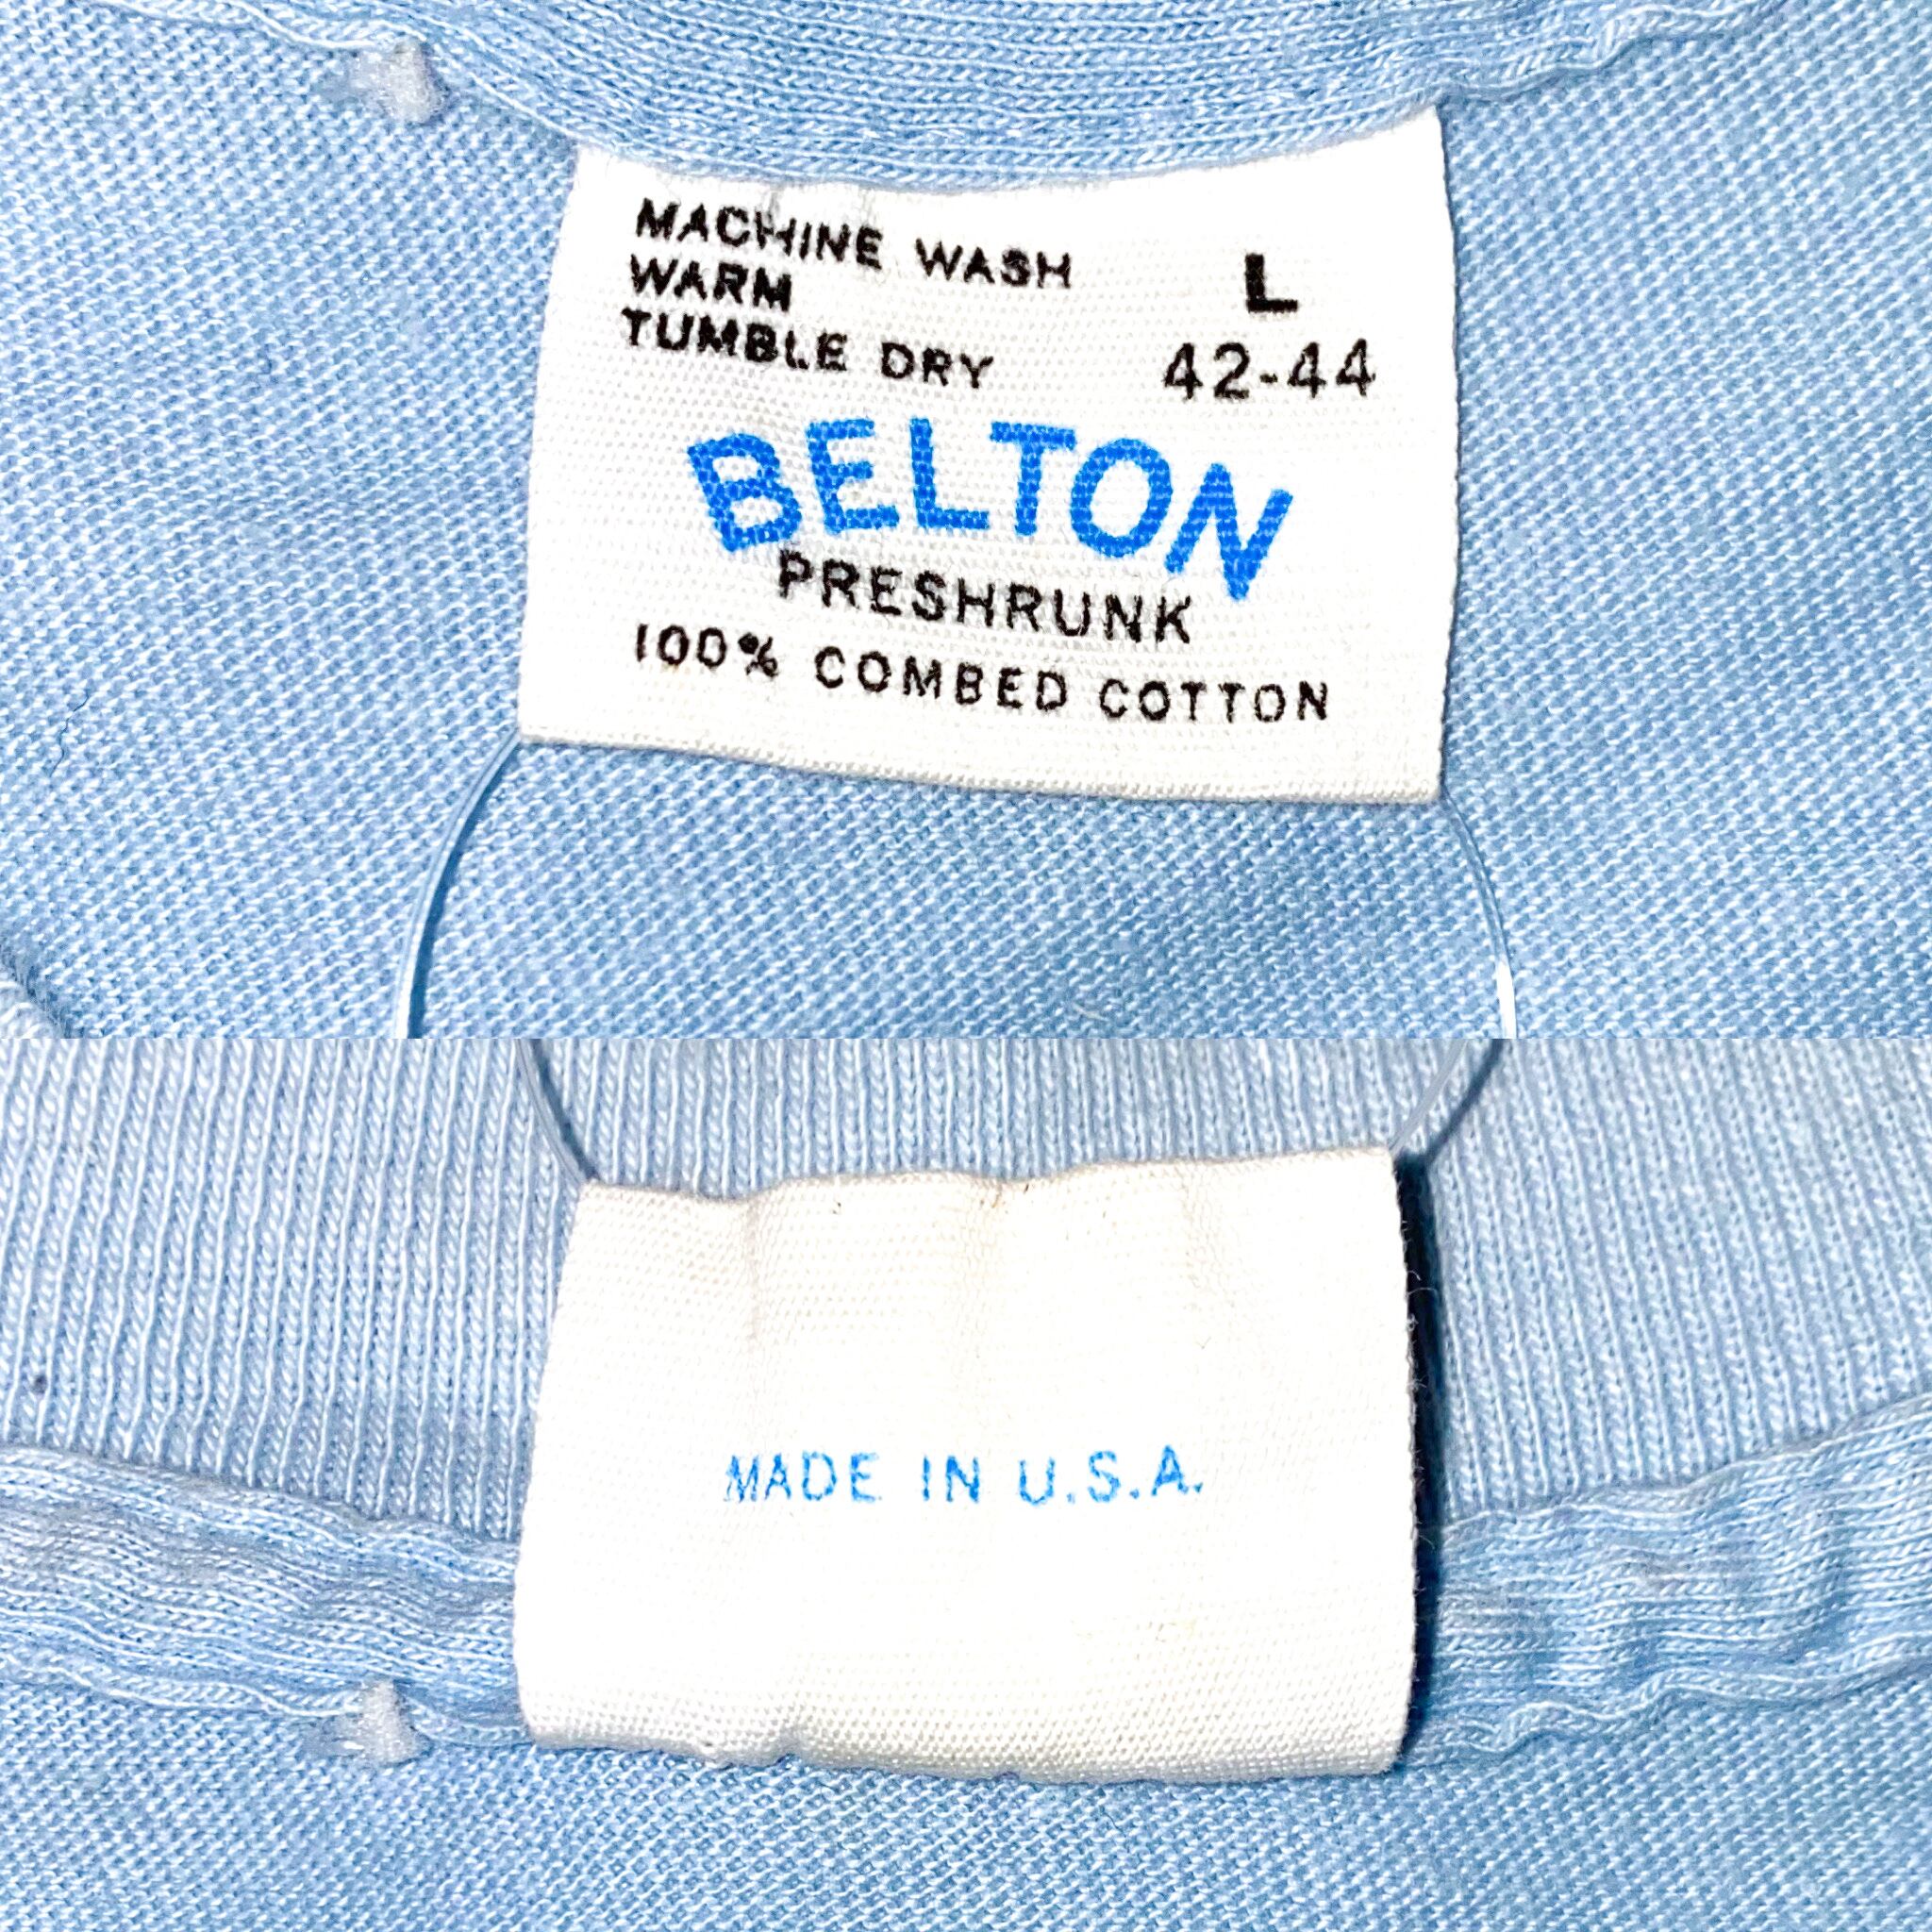 MACHINE WASH
WARM
TUMBLE DRY
L
42-44
BELTON
PRESHRUNK
100% COMBED COTTON
MADE IN U.S.A.